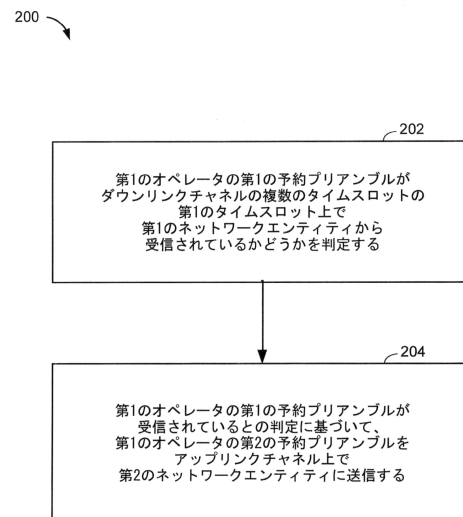 200
202
第1のオペレータの第1の予約プリアンブルが
ダウンリンクチャネルの複数のタイムスロットの
第1のタイムスロット上で
第1のネットワークエンティティから
受信されているかどうかを判定する
204
第1のオペレータの第1の予約プリアンブルが
受信されているとの判定に基づいて、
第1のオペレータの第2の予約プリアンブルを
アップリンクチャネル上で
第2のネットワークエンティティに送信する